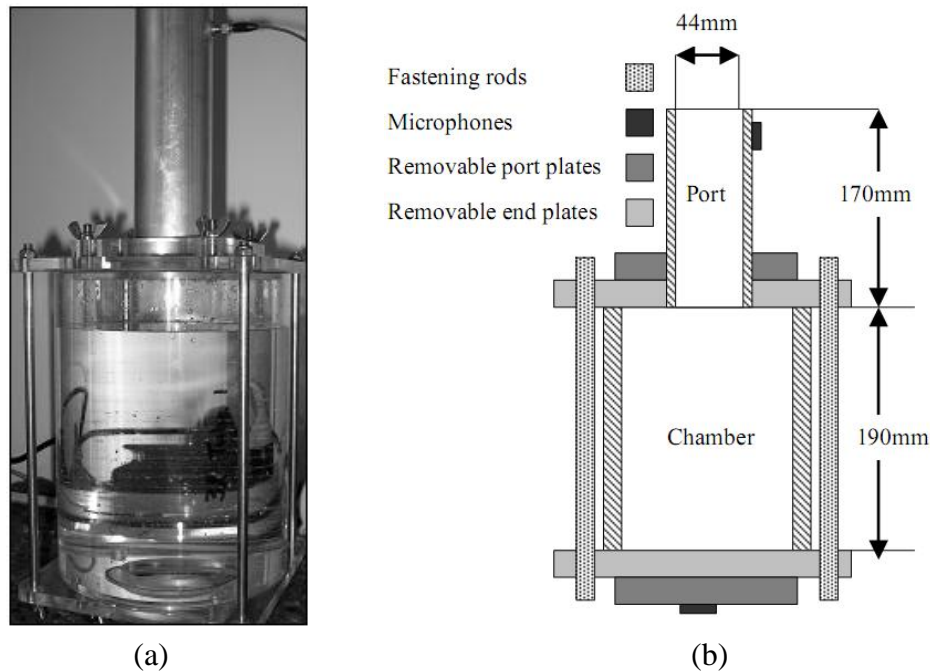 44mm
Fastening rods
Microphones
Removable port plates
Removable end plates
Port
170mm
Chamber
190mm
(a)
(b)